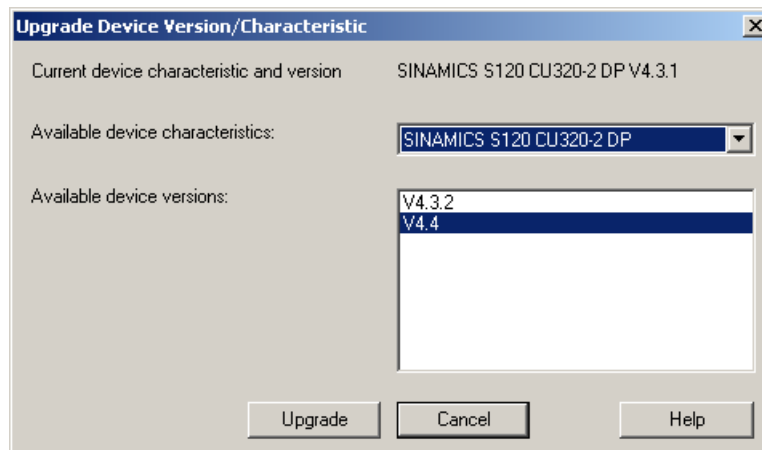 Upgrade Device Version/Characteristic
Current device characteristic and version SINAMICS S120 CU320-2 DP V4.3.1
Available device characteristics: SINAMICS S120 CU320-2 DP
Available device versions: V4.3.2
V4.4
Upgrade Cancel Help